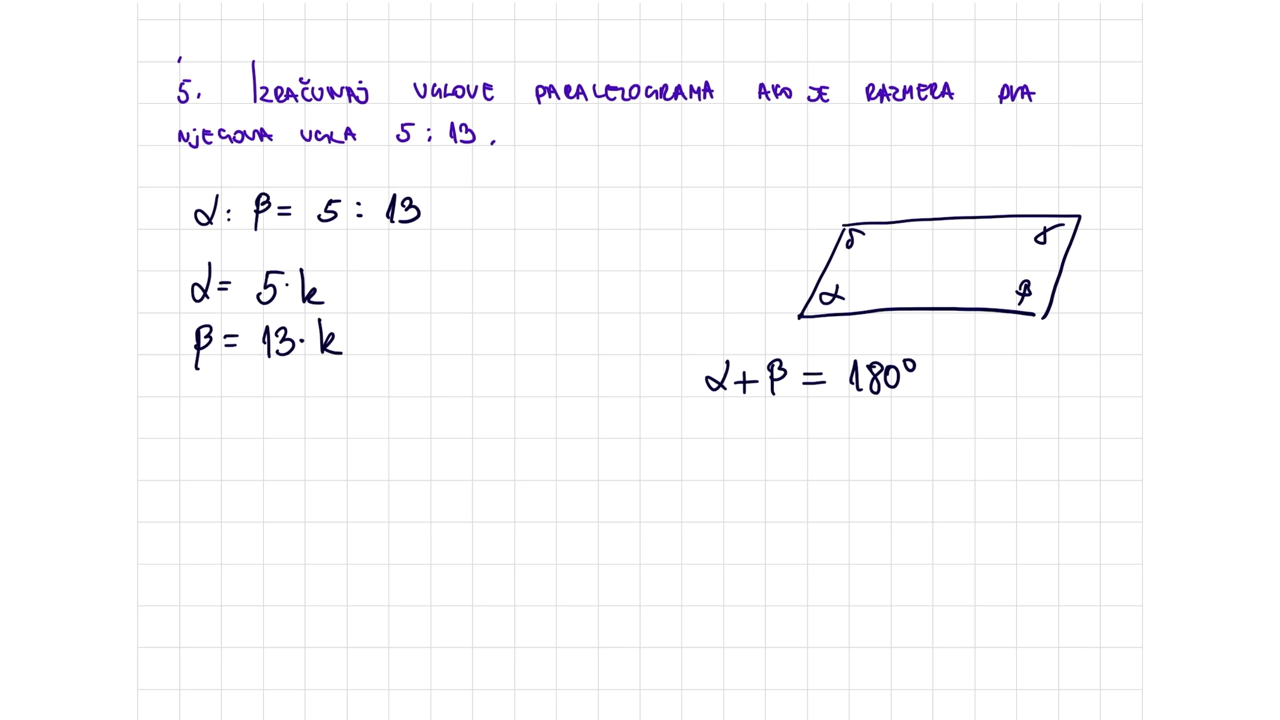 5. IZRAČUNAJ UGLOVE PARALELOGRAMA AKO JE RAZMERA DVA
NJEGOVA UGLA 5 : 13.
α : β = 5 : 13
α = 5 · k
β = 13 · k
δ γ
α β
α + β = 180°